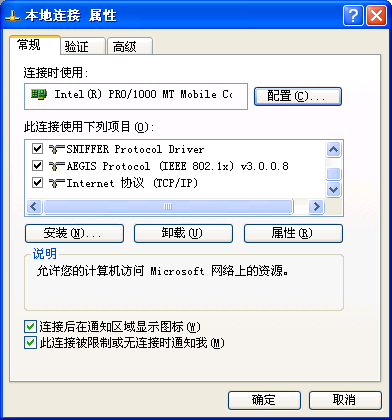 本地连接 属性
常规 验证 高级
连接时使用:
Intel(R) PRO/1000 MT Mobile Co
配置(C)...
此连接使用下列项目(O):
SNIFFER Protocol Driver
AEGIS Protocol (IEEE 802.1x) v3.0.0.8
Internet 协议 (TCP/IP)
安装(N)... 卸载(U) 属性(R)
说明
允许您的计算机访问 Microsoft 网络上的资源。
连接后在通知区域显示图标(W)
此连接被限制或无连接时通知我(M)
确定 取消